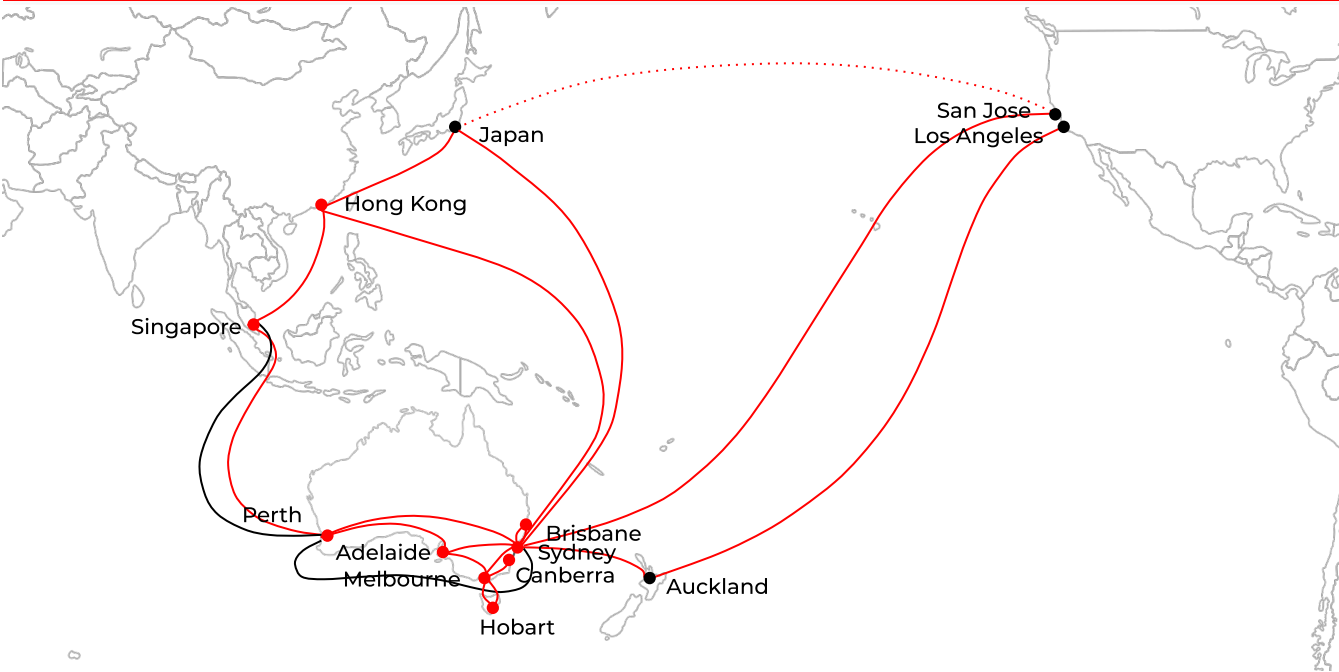 San Jose
Los Angeles
Japan
Hong Kong
Singapore
Perth
Brisbane
Adelaide
Sydney
Melbourne
Canberra
Auckland
Hobart